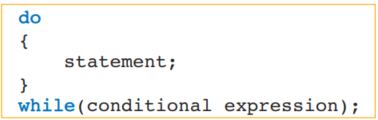 do
{
statement;
}
while(conditional expression);